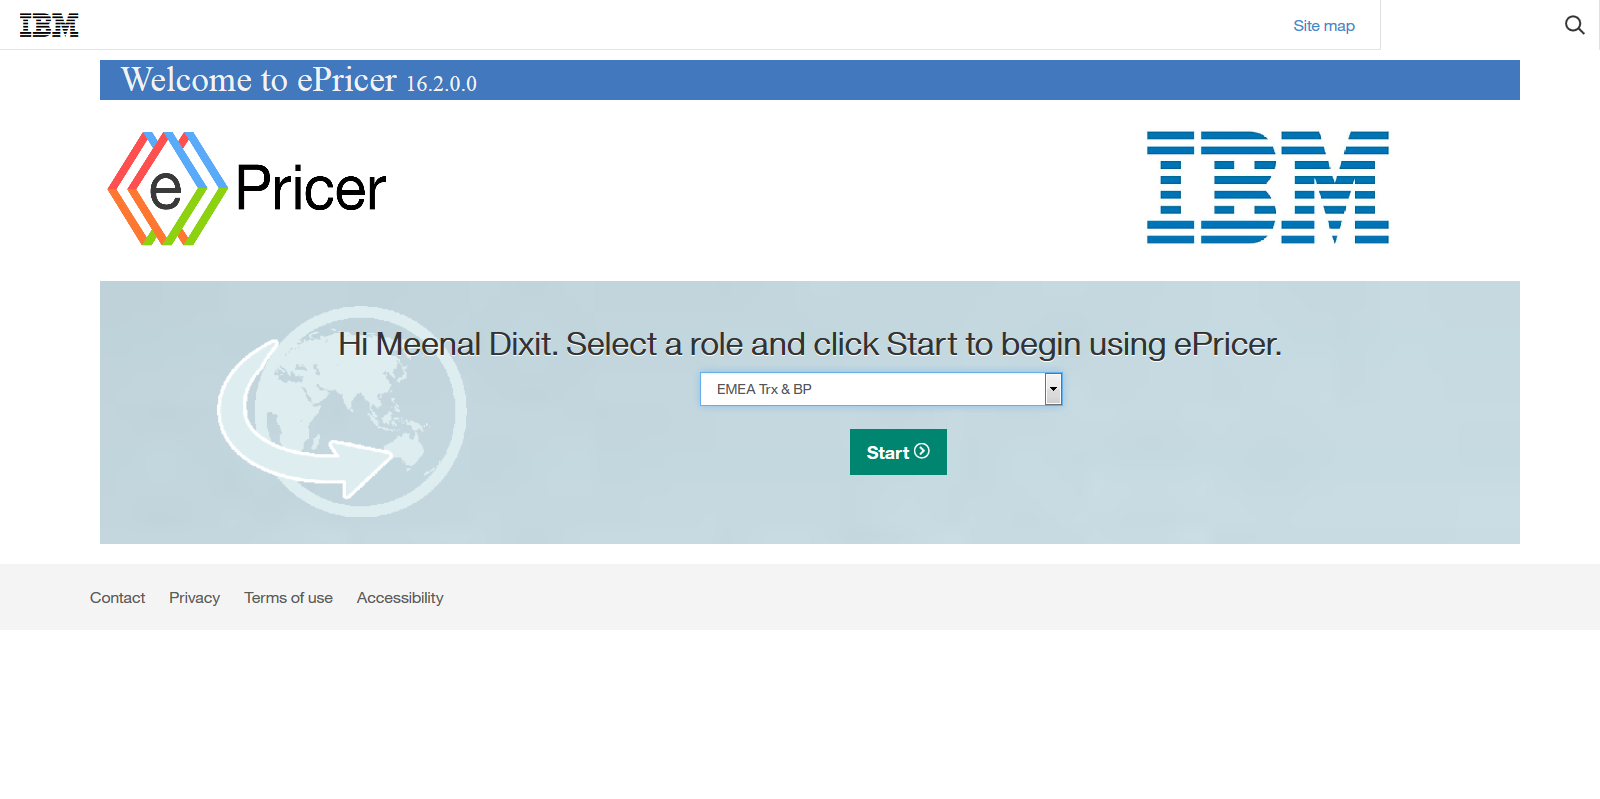 IBM
Site map
Welcome to ePricer 16.2.0.0
e Pricer
IBM
Hi Meenal Dixit. Select a role and click Start to begin using ePricer.
EMEA Trx & BP
Start
Contact Privacy Terms of use Accessibility